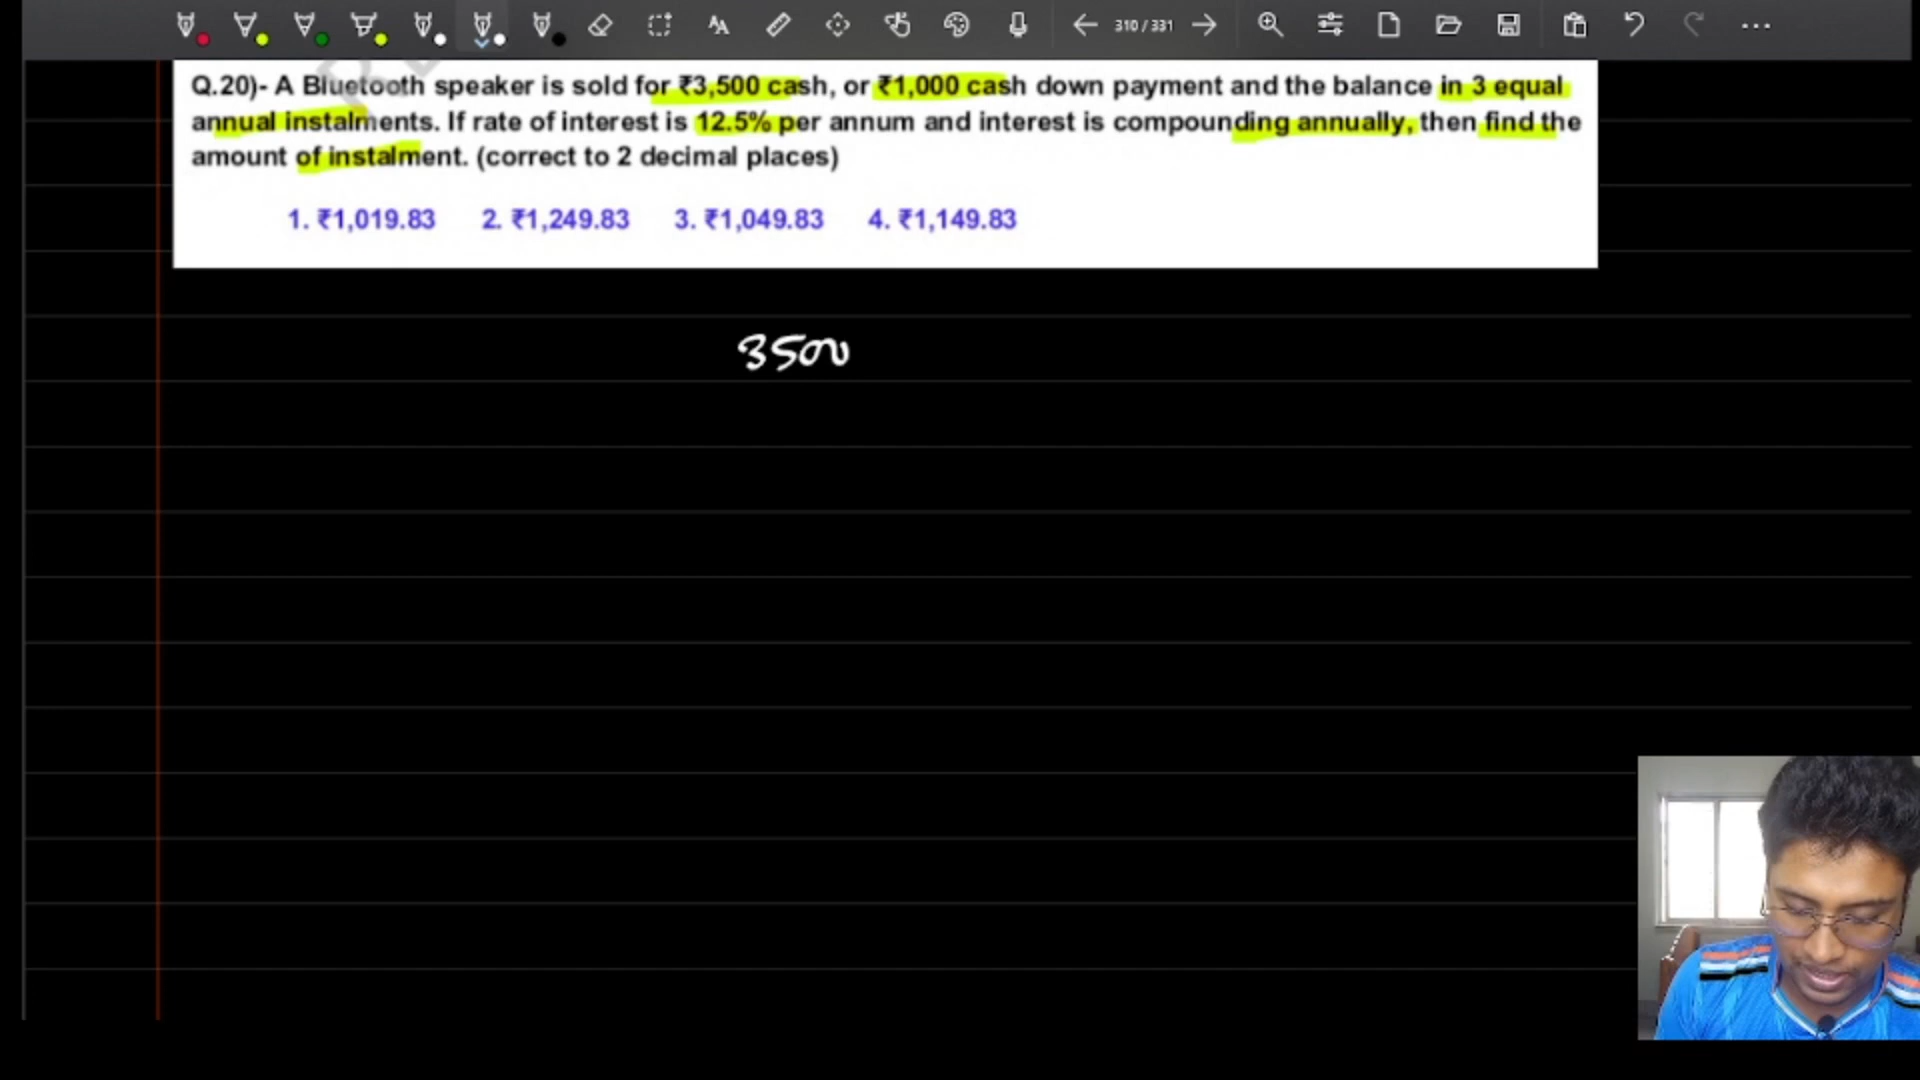 310 / 331
Q.20)- A Bluetooth speaker is sold for ₹3,500 cash, or ₹1,000 cash down payment and the balance in 3 equal
annual instalments. If rate of interest is 12.5% per annum and interest is compounding annually, then find the
amount of instalment. (correct to 2 decimal places)
1. ₹1,019.83 2. ₹1,249.83 3. ₹1,049.83 4. ₹1,149.83
3500